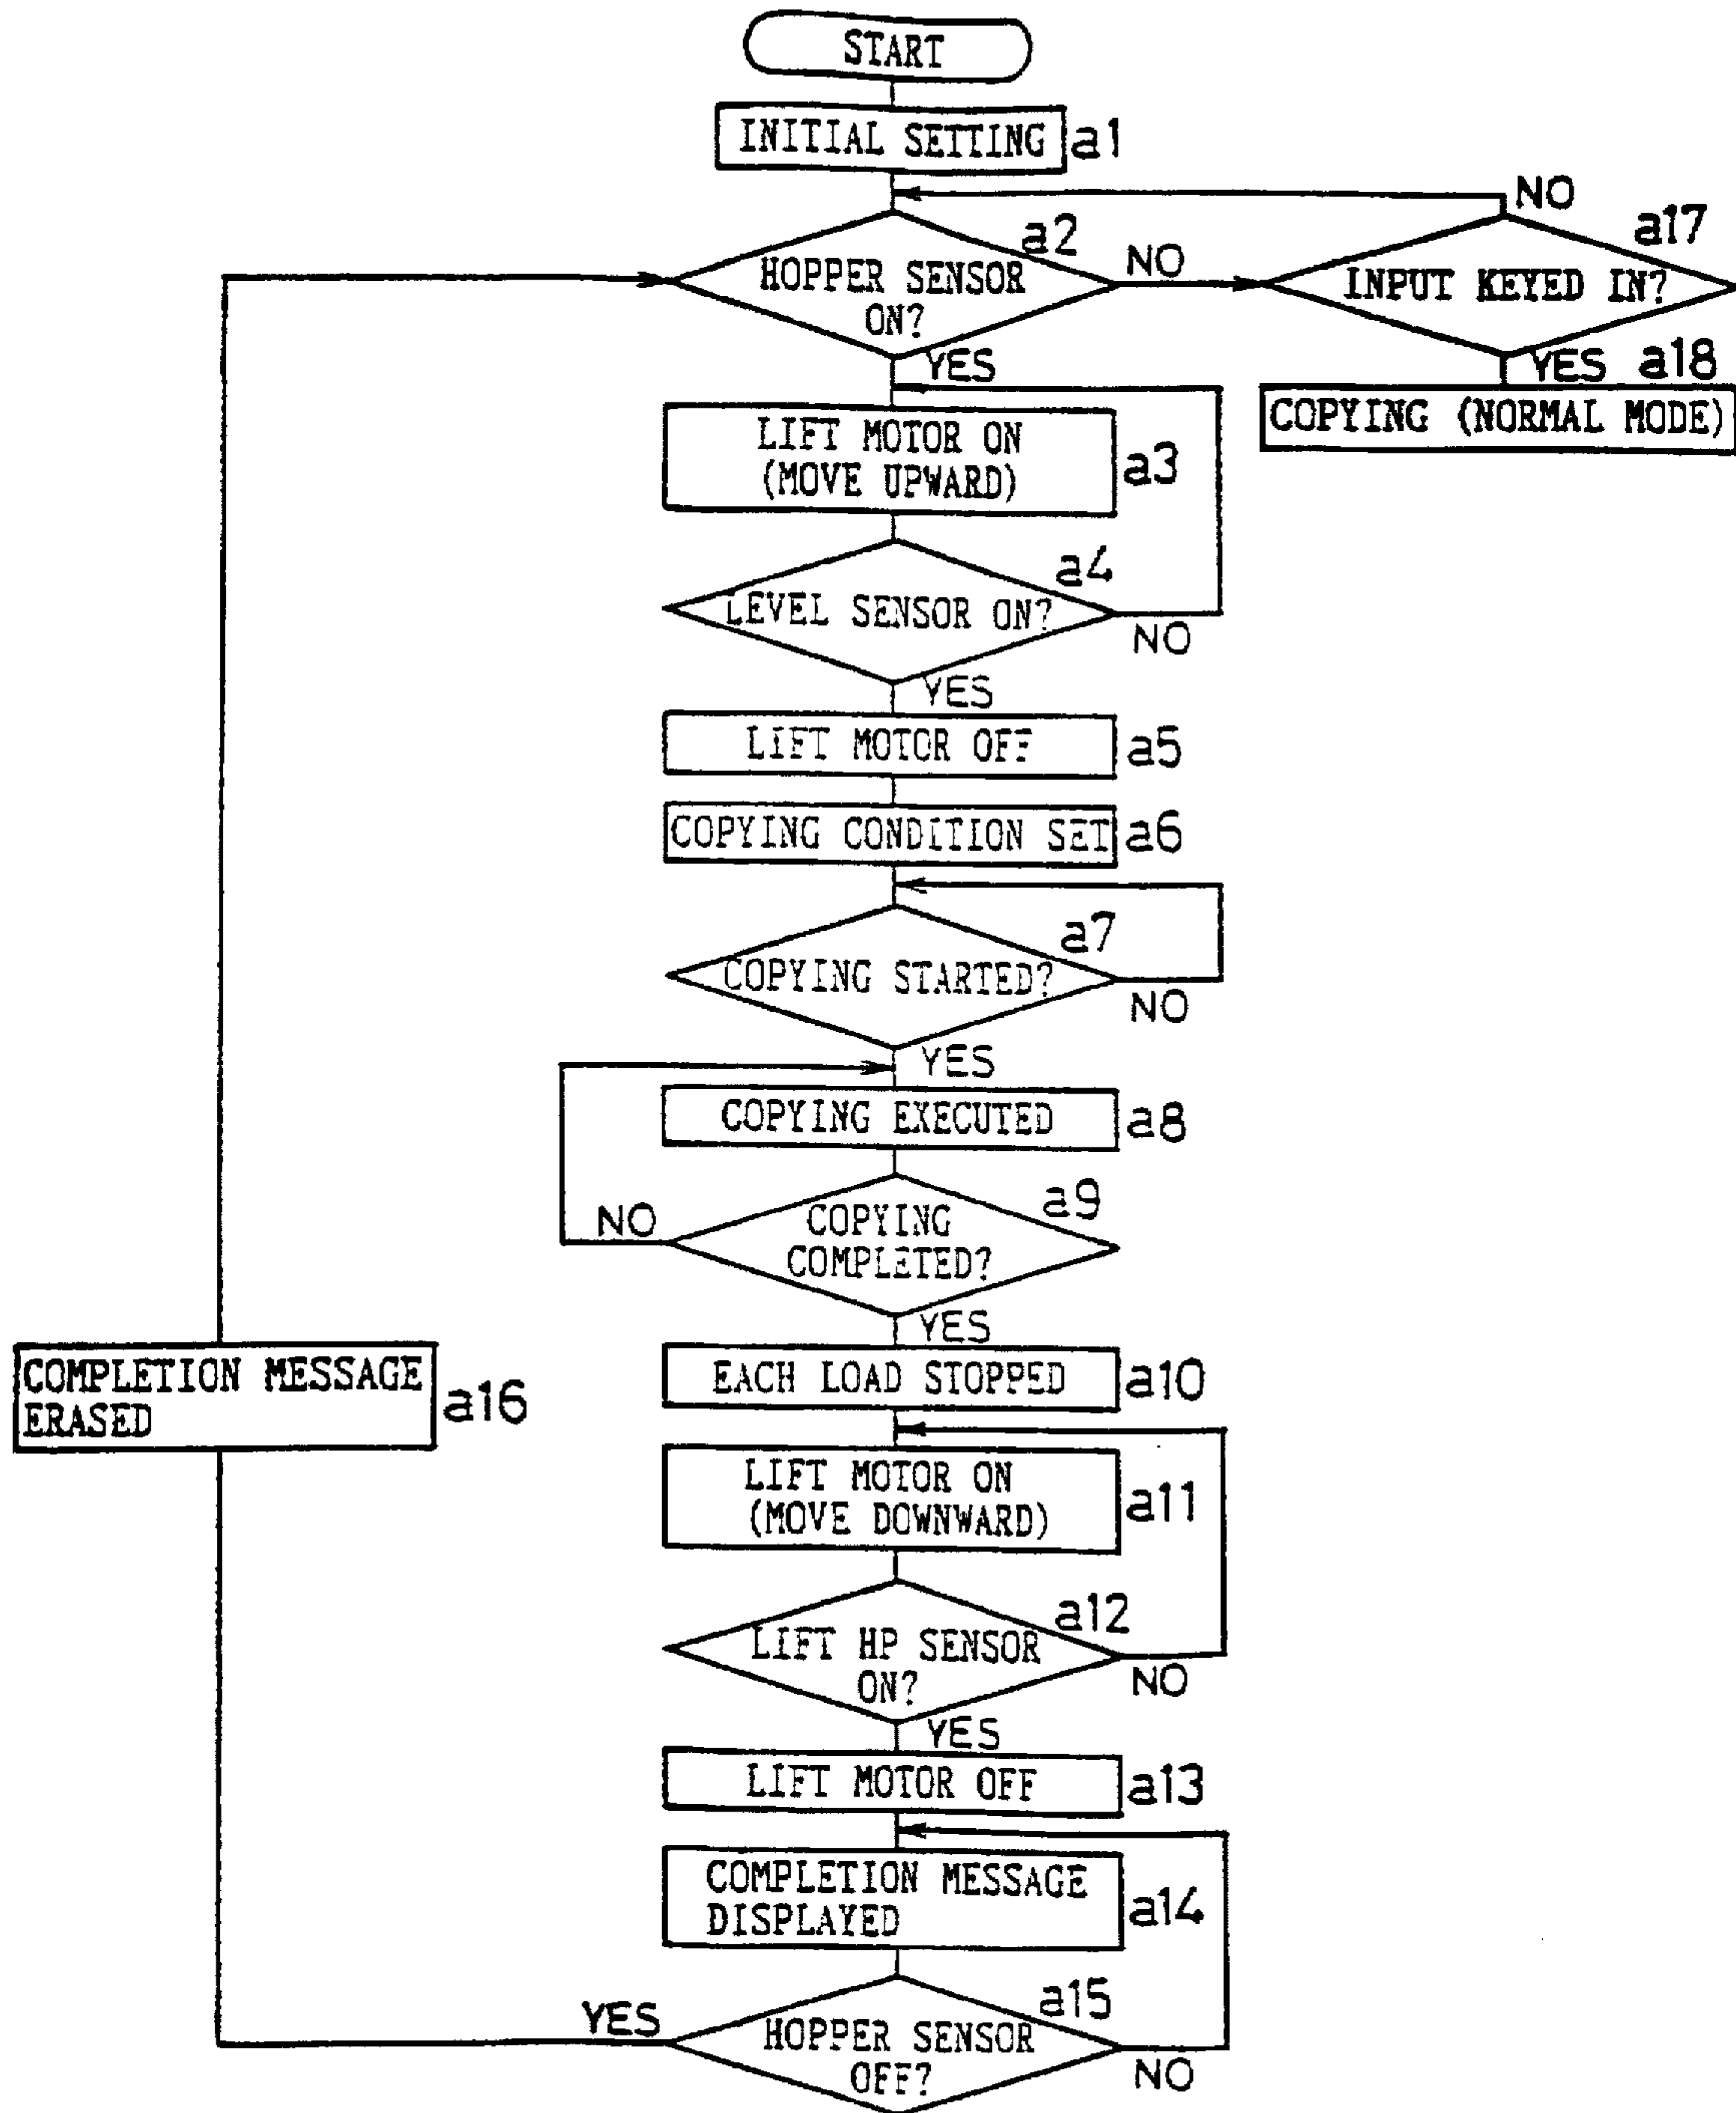 START
INITIAL SETTING a1
NO
a2
a17
HOPPER SENSOR
ON?
NO
INPUT KEYED IN?
YES
YES a18
COPYING (NORMAL MODE)
LIFT MOTOR ON
(MOVE UPWARD)
a3
a4
LEVEL SENSOR ON?
NO
YES
LIFT MOTOR OFF a5
COPYING CONDITION SET a6
a7
COPYING STARTED?
NO
YES
COPYING EXECUTED a8
a9
NO
COPYING
COMPLETED?
YES
EACH LOAD STOPPED a10
COMPLETION MESSAGE
ERASED
a16
LIFT MOTOR ON
(MOVE DOWNWARD)
a11
a12
LIFT HP SENSOR
ON?
NO
YES
LIFT MOTOR OFF a13
COMPLETION MESSAGE
DISPLAYED
a14
a15
YES
HOPPER SENSOR
OFF?
NO